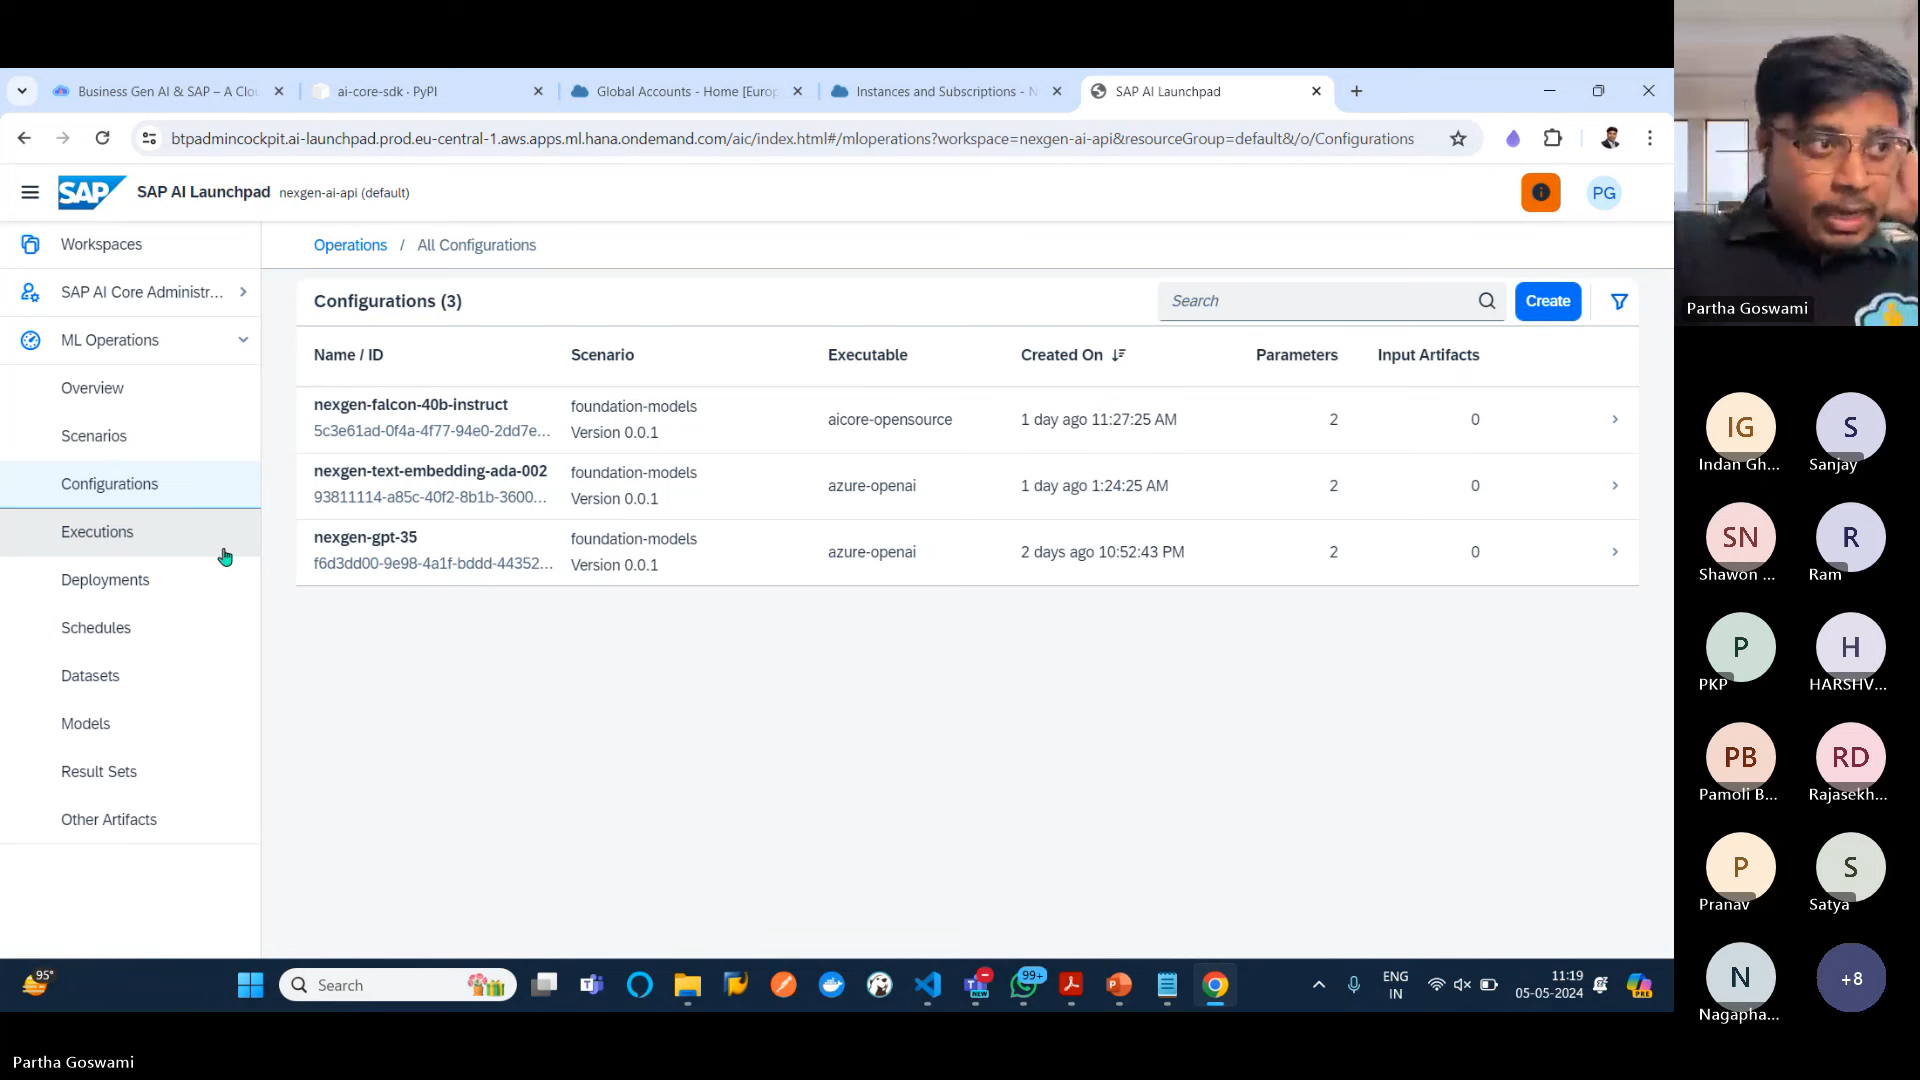 Business Gen AI & SAP – A Clo
ai-core-sdk · PyPI
Global Accounts - Home [Europ
Instances and Subscriptions - N
SAP AI Launchpad
btpadmincockpit.ai-launchpad.prod.eu-central-1.aws.apps.ml.hana.ondemand.com/aic/index.html#/mloperations?workspace=nexgen-ai-api&resourceGroup=default&/o/Configurations
SAP
SAP AI Launchpad
nexgen-ai-api (default)
PG
Workspaces
SAP AI Core Administr...
ML Operations
Overview
Scenarios
Configurations
Executions
Deployments
Schedules
Datasets
Models
Result Sets
Other Artifacts
Operations / All Configurations
Configurations (3)
Search
Create
Name / ID Scenario Executable Created On Parameters Input Artifacts
nexgen-falcon-40b-instruct
5c3e61ad-0f4a-4f77-94e0-2dd7e...
foundation-models
Version 0.0.1
aicore-opensource
1 day ago 11:27:25 AM
2
0
nexgen-text-embedding-ada-002
93811114-a85c-40f2-8b1b-3600...
foundation-models
Version 0.0.1
azure-openai
1 day ago 1:24:25 AM
2
0
nexgen-gpt-35
f6d3dd00-9e98-4a1f-bddd-44352...
foundation-models
Version 0.0.1
azure-openai
2 days ago 10:52:43 PM
2
0
Partha Goswami
IG
Indan Gh...
S
Sanjay
SN
Shawon ...
R
Ram
P
PKP
H
HARSHV...
PB
Pamoli B...
RD
Rajasekh...
P
Pranav
S
Satya
N
Nagapha...
+8
95°
Search
NEW
99+
ENG
IN
11:19
05-05-2024
PRE
Partha Goswami